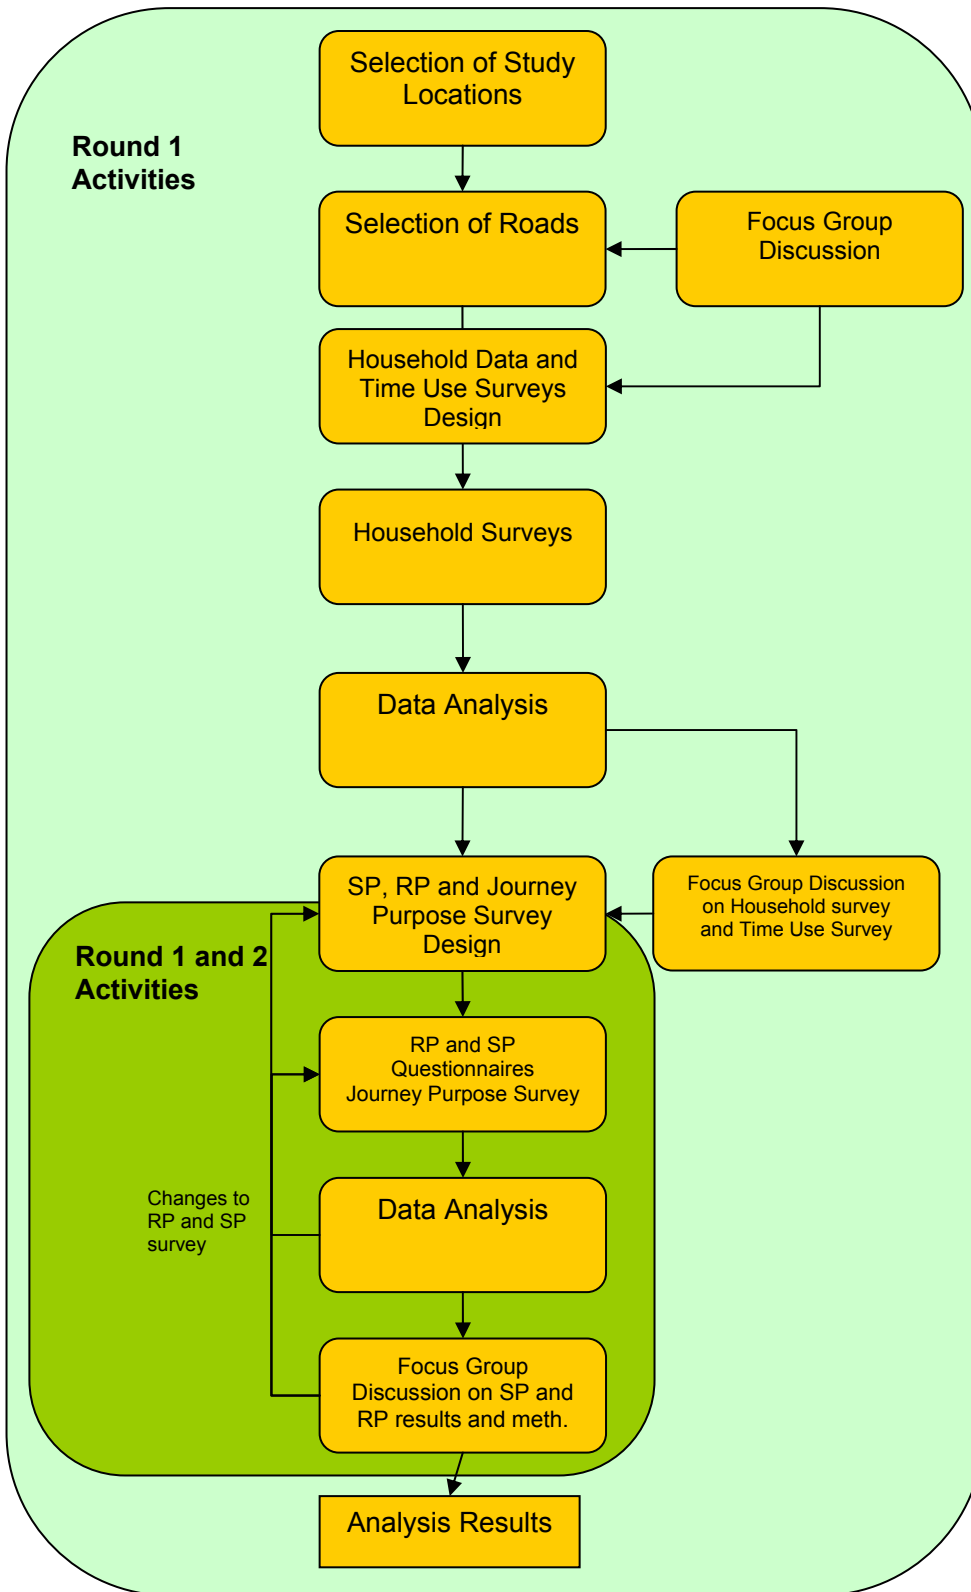 Selection of Study
Locations
Round 1
Activities
Selection of Roads
Focus Group
Discussion
Household Data and
Time Use Surveys
Design
Household Surveys
Data Analysis
SP, RP and Journey
Purpose Survey
Design
Focus Group Discussion
on Household survey
and Time Use Survey
Round 1 and 2
Activities
RP and SP
Questionnaires
Journey Purpose Survey
Changes to
RP and SP
survey
Data Analysis
Focus Group
Discussion on SP and
RP results and meth.
Analysis Results